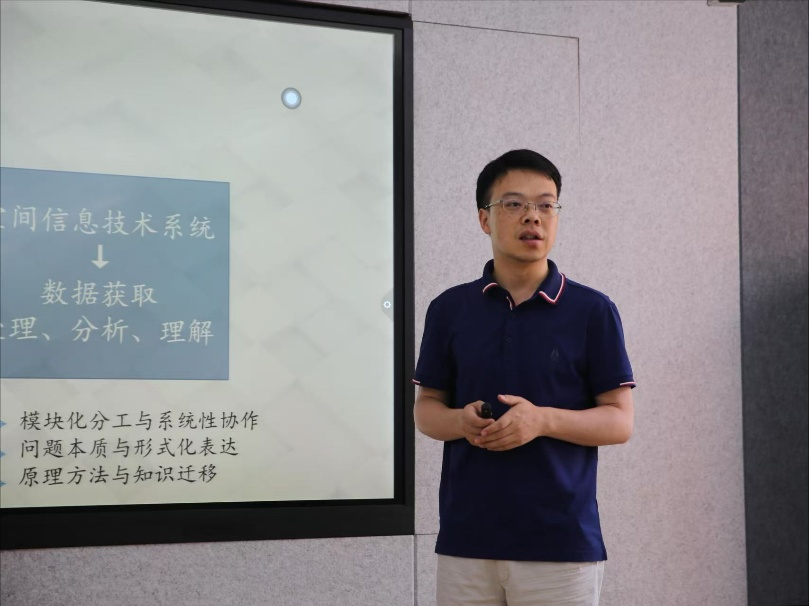 间信息技术系统
↓
数据获取
理、分析、理解
模块化分工与系统性协作
问题本质与形式化表达
原理方法与知识迁移